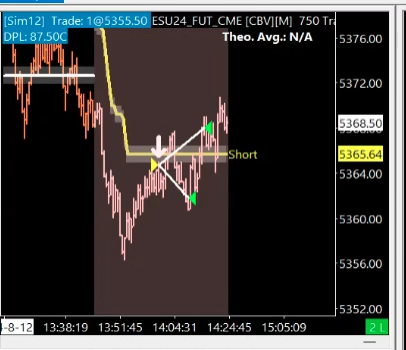 [Sim12] Trade: 1@5355.50 ESU24_FUT_CME [CBV][M] 750 Tra
DPL: 87.50C Theo. Avg.: N/A
5376.00
5372.00
5368.50
5365.64
Short
5364.00
5360.00
5356.00
5352.00
-8-12 13:38:19 13:51:45 14:04:31 14:24:45 15:05:09 2 L